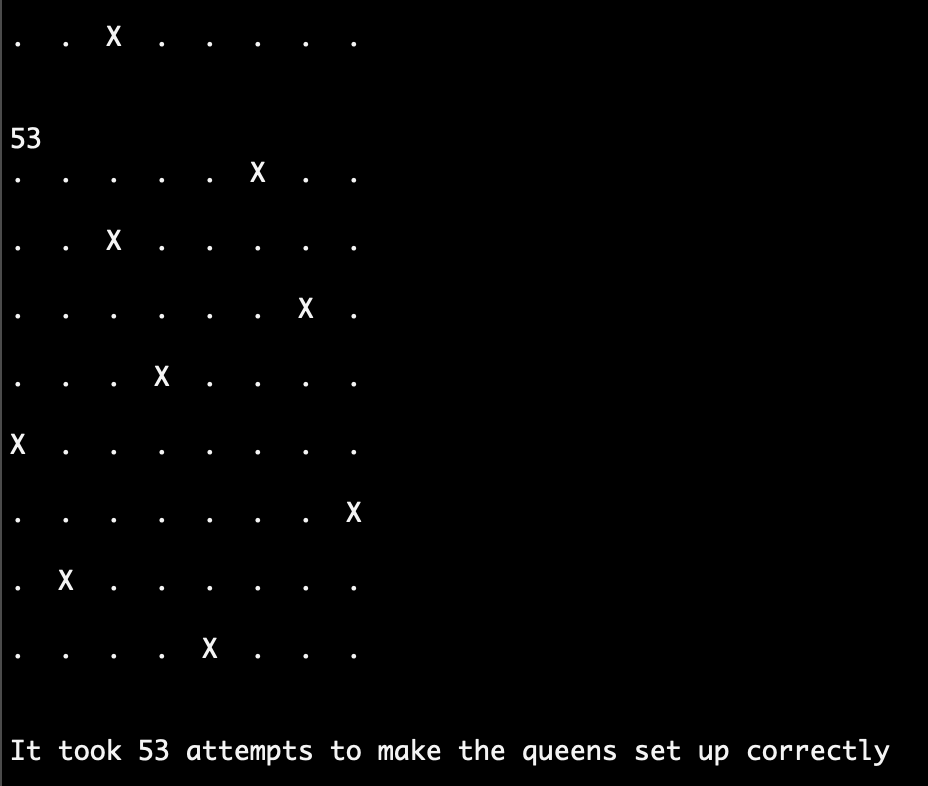 . . X . . . . .
53
. . . . . X . .
. . X . . . . .
. . . . . . X .
. . . X . . . .
X . . . . . . .
. . . . . . . X
. X . . . . . .
. . . . X . . .
It took 53 attempts to make the queens set up correctly